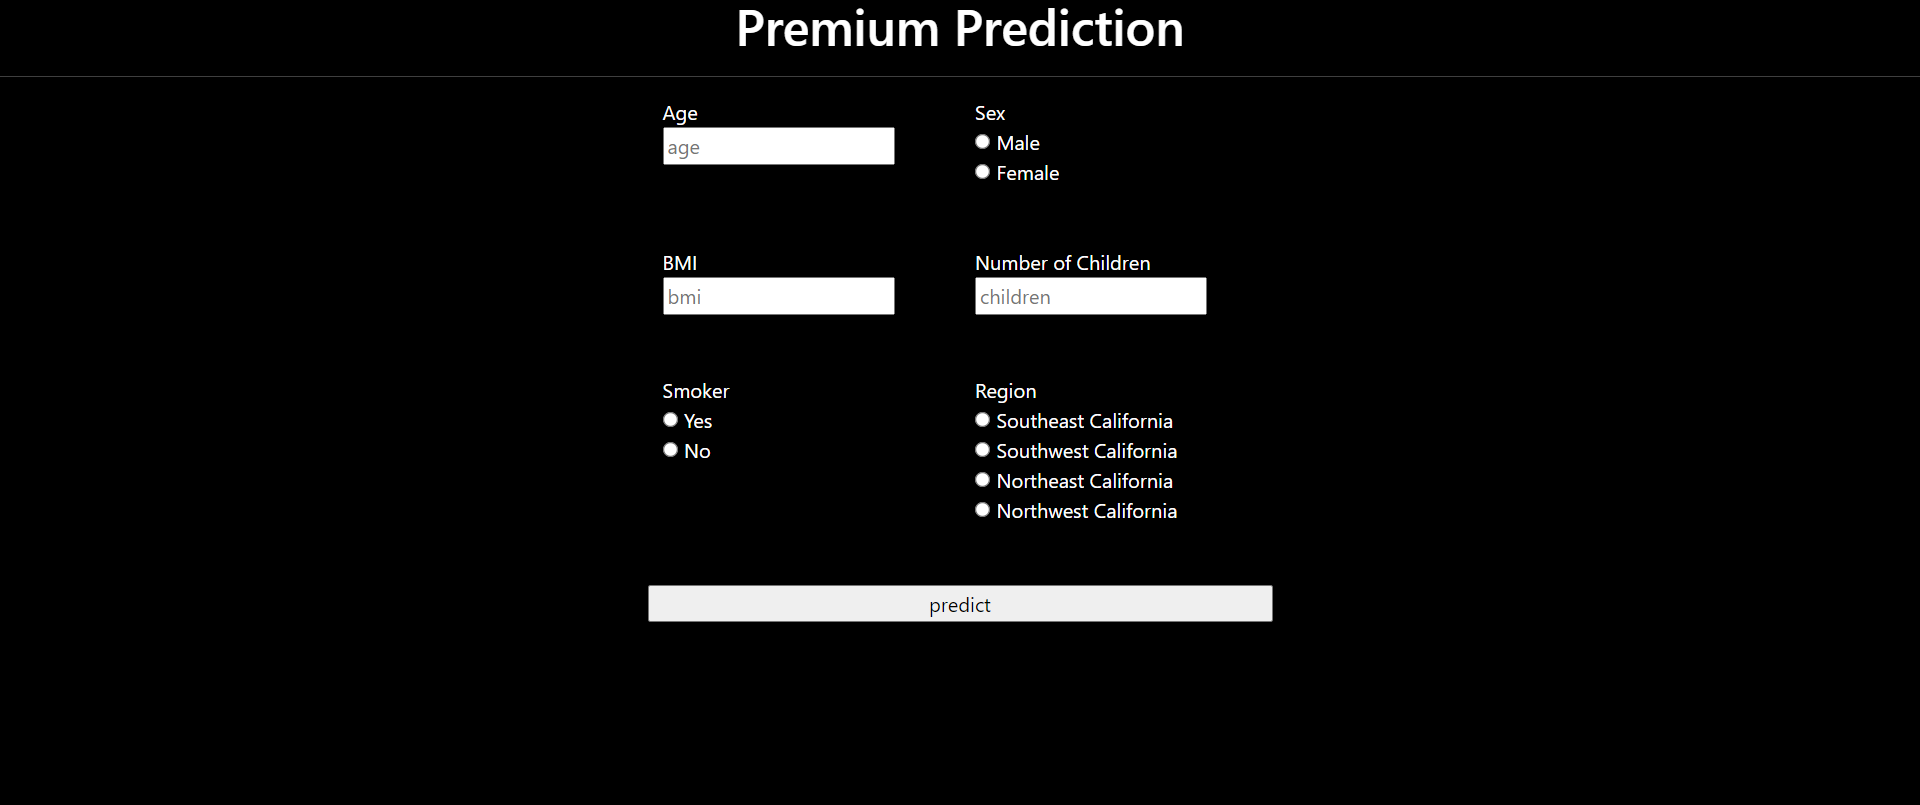 Premium Prediction
Age
age
Sex
Male
Female
BMI
bmi
Number of Children
children
Smoker
Yes
No
Region
Southeast California
Southwest California
Northeast California
Northwest California
predict